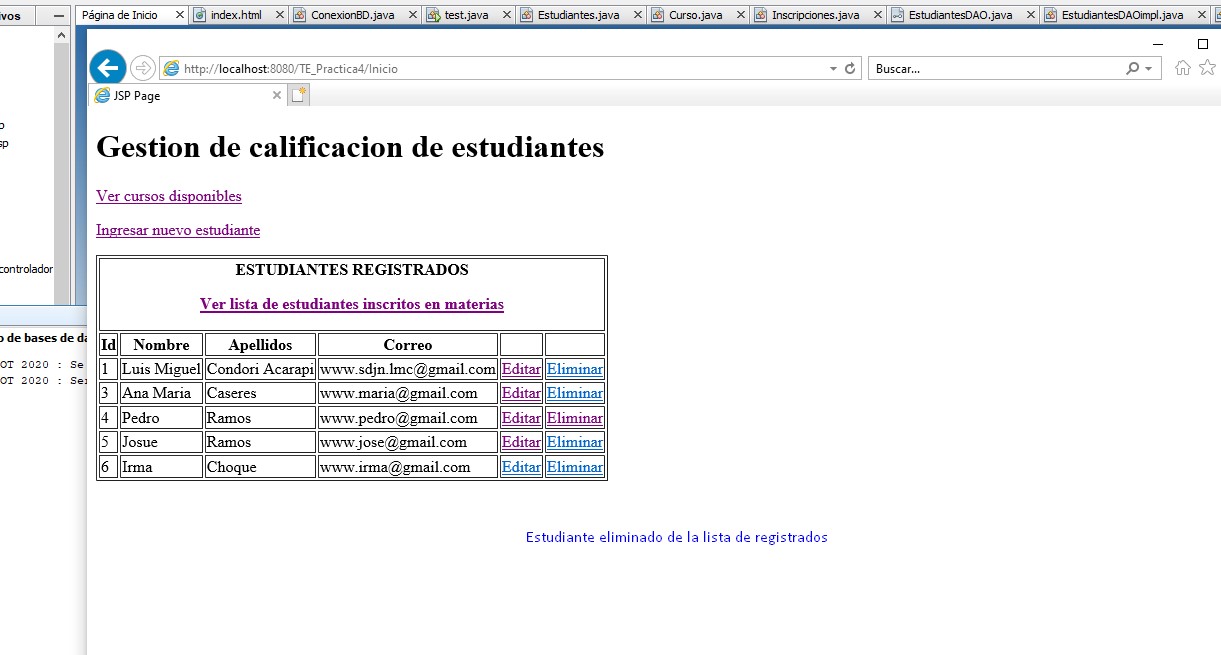 ivos
Página de Inicio
index.html
ConexionBD.java
test.java
Estudiantes.java
Curso.java
Inscripciones.java
EstudiantesDAO.java
EstudiantesDAOimpl.java
http://localhost:8080/TE_Practica4/Inicio
Buscar...
JSP Page
sp
controlador
o de bases de da
OT 2020 : Se
OT 2020 : Ser
Gestion de calificacion de estudiantes
Ver cursos disponibles
Ingresar nuevo estudiante
ESTUDIANTES REGISTRADOS
Ver lista de estudiantes inscritos en materias
Id Nombre Apellidos Correo
1 Luis Miguel Condori Acarapi www.sdjn.lmc@gmail.com Editar Eliminar
3 Ana Maria Caseres www.maria@gmail.com Editar Eliminar
4 Pedro Ramos www.pedro@gmail.com Editar Eliminar
5 Josue Ramos www.jose@gmail.com Editar Eliminar
6 Irma Choque www.irma@gmail.com Editar Eliminar
Estudiante eliminado de la lista de registrados